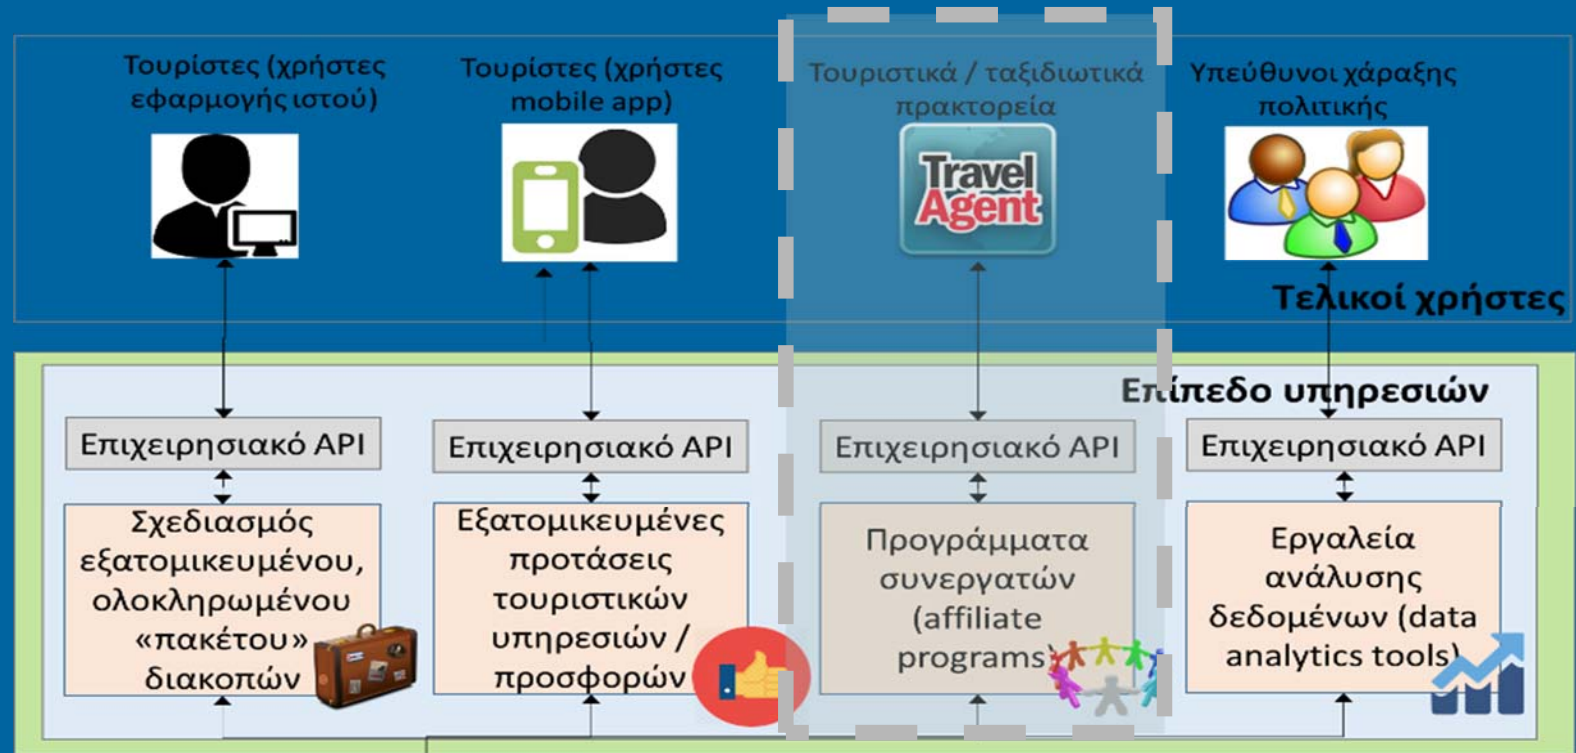 Τουρίστες (χρήστες
εφαρμογής ιστού)
Τουρίστες (χρήστες
mobile app)
Τουριστικά / ταξιδιωτικά
πρακτορεία
Υπεύθυνοι χάραξης
πολιτικής
Travel
Agent
Τελικοί χρήστες
Επίπεδο υπηρεσιών
Επιχειρησιακό API
Επιχειρησιακό API
Επιχειρησιακό API
Επιχειρησιακό API
Σχεδιασμός
εξατομικευμένου,
ολοκληρωμένου
«πακέτου»
διακοπών
Εξατομικευμένες
προτάσεις
τουριστικών
υπηρεσιών /
προσφορών
Προγράμματα
συνεργατών
(affiliate
programs)
Εργαλεία
ανάλυσης
δεδομένων (data
analytics tools)